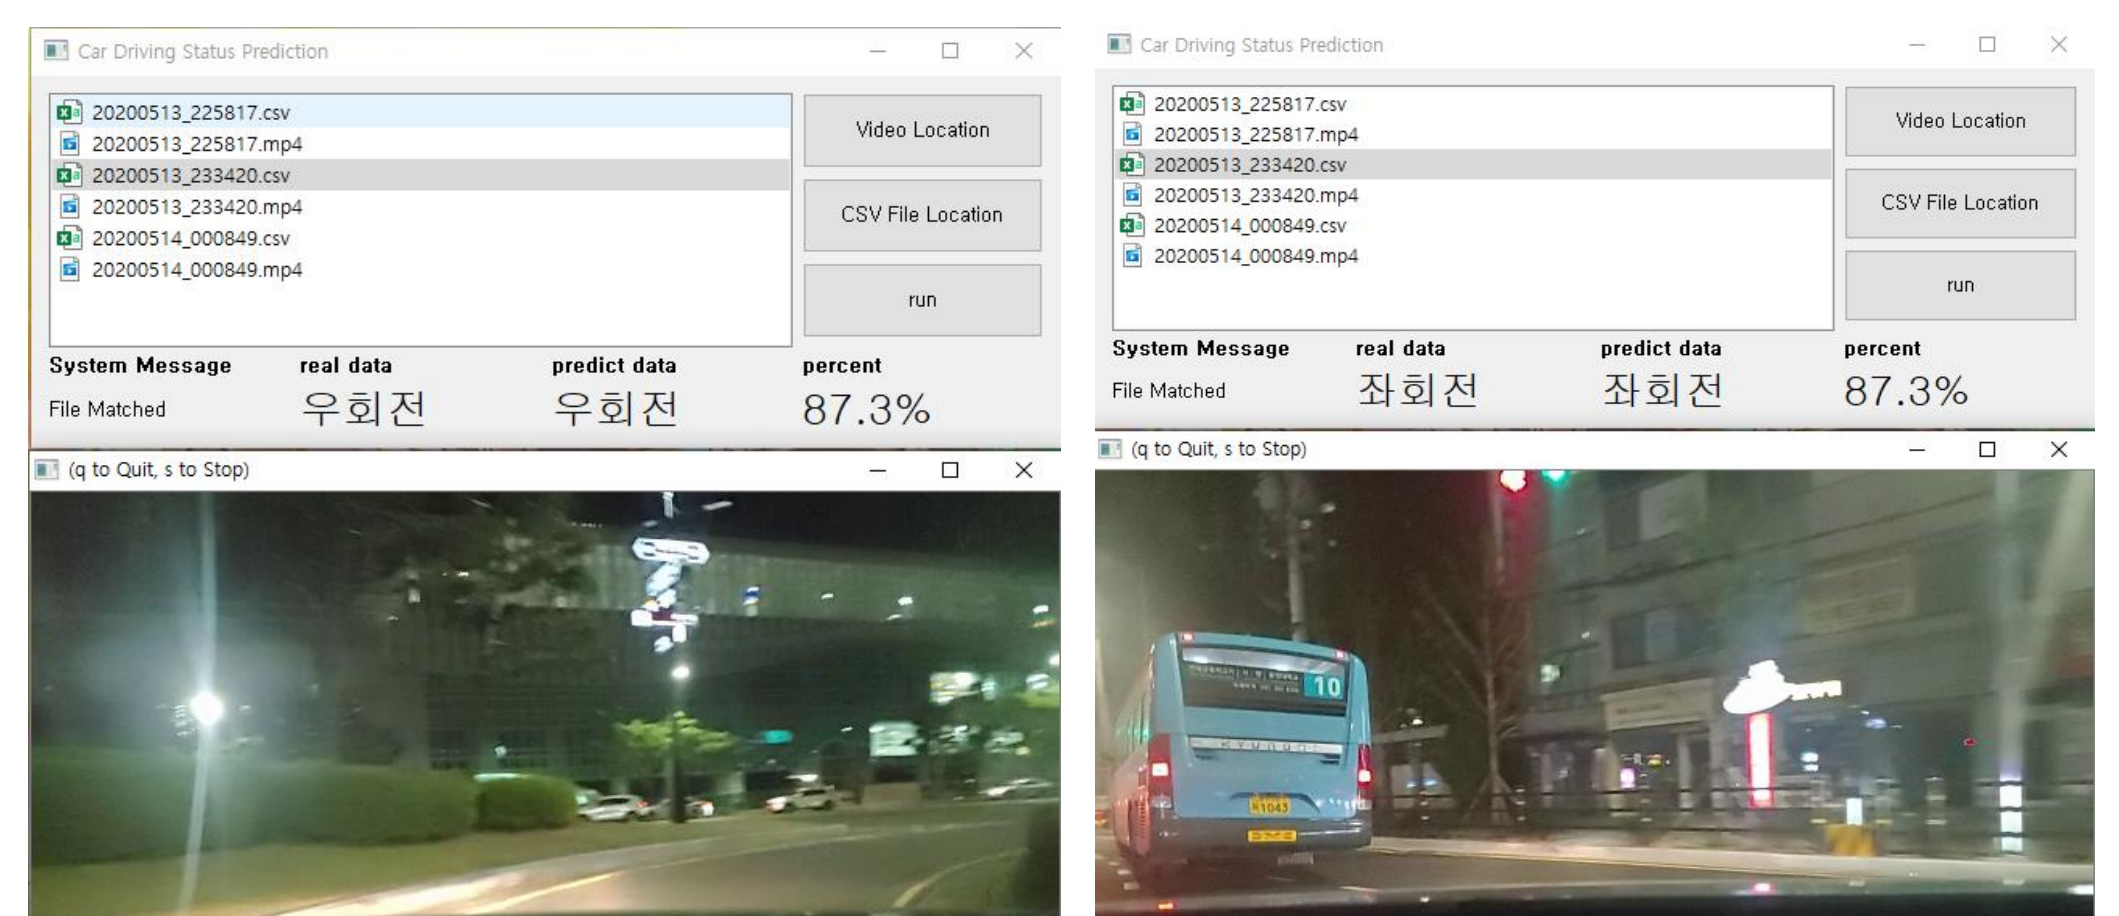 Car Driving Status Prediction
20200513_225817.csv
20200513_225817.mp4
20200513_233420.csv
20200513_233420.mp4
20200514_000849.csv
20200514_000849.mp4
Video Location
CSV File Location
run
System Message real data predict data percent
File Matched 우회전 우회전 87.3%
(q to Quit, s to Stop)
Car Driving Status Prediction
20200513_225817.csv
20200513_225817.mp4
20200513_233420.csv
20200513_233420.mp4
20200514_000849.csv
20200514_000849.mp4
Video Location
CSV File Location
run
System Message real data predict data percent
File Matched 좌회전 좌회전 87.3%
(q to Quit, s to Stop)
10
1043